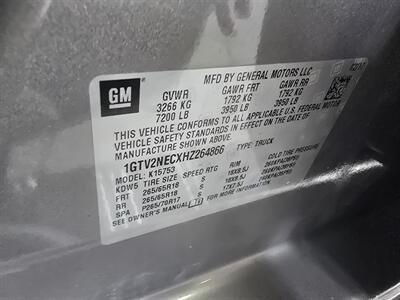 GM
MFD BY GENERAL MOTORS LLC
GVWR GAWR FRT GAWR RR
3266 KG 1792 KG 1792 KG
7200 LB 3950 LB 3950 LB
THIS VEHICLE CONFORMS TO ALL APPLICABLE U.S. FEDERAL MOTOR
VEHICLE SAFETY STANDARDS IN EFFECT ON THE DATE OF
MANUFACTURE SHOWN ABOVE.
1GTV2NECXHZ264866 TYPE: TRUCK
MODEL: K15753
KDW5 TIRE SIZE SPEED RTG RIM COLD TIRE PRESSURE
FRT 265/65R18 S 18X8.5J
RR 265/65R18 S 18X8.5J
SPA P265/70R17 S 17X7.5J
SEE OWNER'S MANUAL FOR MORE INFORMATION